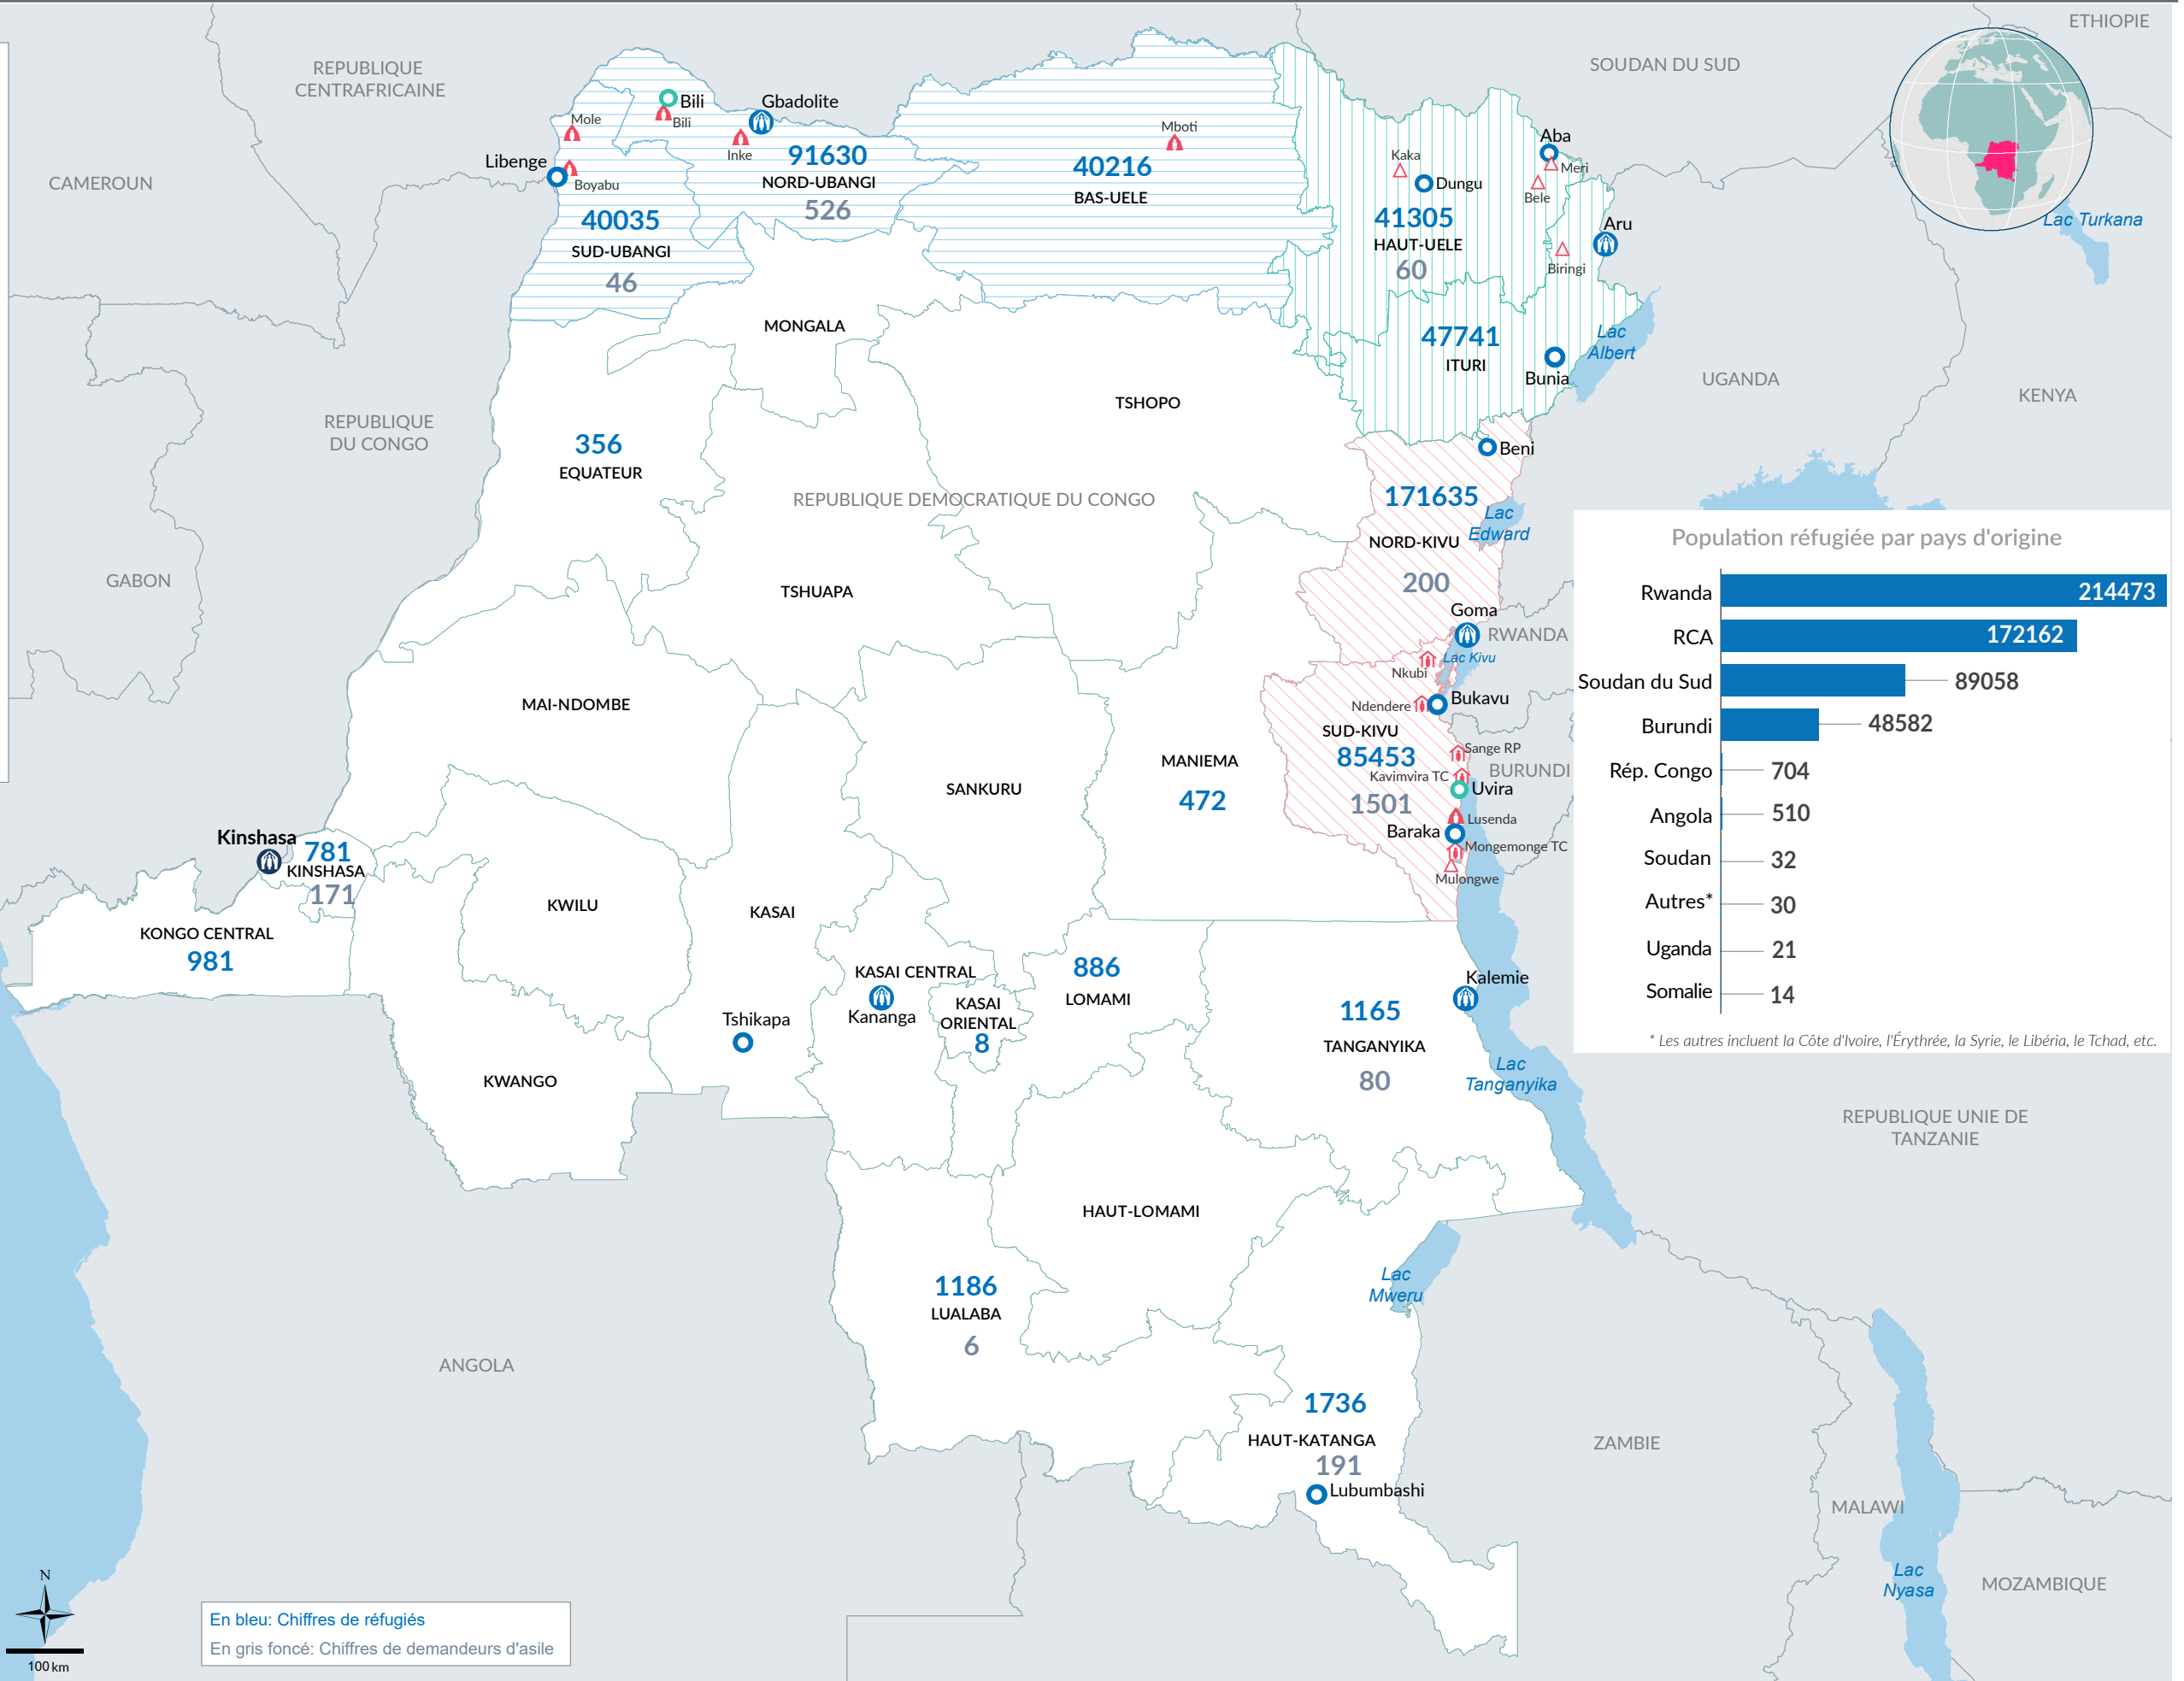 ETHIOPIE
SOUDAN DU SUD
REPUBLIQUE
CENTRAFRICAINE
CAMEROUN
Bili
Bili
Gbadolite
Mole
Inke
91630
NORD-UBANGI
526
Libenge
Boyabu
40035
SUD-UBANGI
46
Mboti
40216
BAS-UELE
Kaka
Dungu
41305
HAUT-UELE
60
Aba
Meri
Bele
Aru
Biringi
Lac Turkana
MONGALA
47741
ITURI
Lac
Albert
Bunia
UGANDA
KENYA
TSHOPO
REPUBLIQUE
DU CONGO
356
EQUATEUR
Beni
REPUBLIQUE DEMOCRATIQUE DU CONGO
171635
Lac
Edward
NORD-KIVU
200
GABON
TSHUAPA
Goma
RWANDA
Lac Kivu
Nkubi
Ndendere
Bukavu
SUD-KIVU
85453
1501
Sange RP
Kavimvira TC
BURUNDI
Uvira
Lusenda
Baraka
Mongemonge TC
Mulongwe
MAI-NDOMBE
SANKURU
MANIEMA
472
Population réfugiée par pays d'origine
Rwanda 214473
RCA 172162
Soudan du Sud 89058
Burundi 48582
Rép. Congo 704
Angola 510
Soudan 32
Autres* 30
Uganda 21
Somalie 14
* Les autres incluent la Côte d'Ivoire, l'Érythrée, la Syrie, le Libéria, le Tchad, etc.
Kinshasa
781
KINSHASA
171
KONGO CENTRAL
981
KWILU
KASAI
KASAI CENTRAL
Kananga
KASAI
ORIENTAL
8
886
LOMAMI
Tshikapa
KWANGO
1165
TANGANYIKA
80
Kalemie
Lac
Tanganyika
REPUBLIQUE UNIE DE
TANZANIE
HAUT-LOMAMI
1186
LUALABA
6
Lac
Mweru
ANGOLA
1736
HAUT-KATANGA
191
Lubumbashi
ZAMBIE
MALAWI
Lac
Nyasa
MOZAMBIQUE
N
100 km
En bleu: Chiffres de réfugiés
En gris foncé: Chiffres de demandeurs d'asile